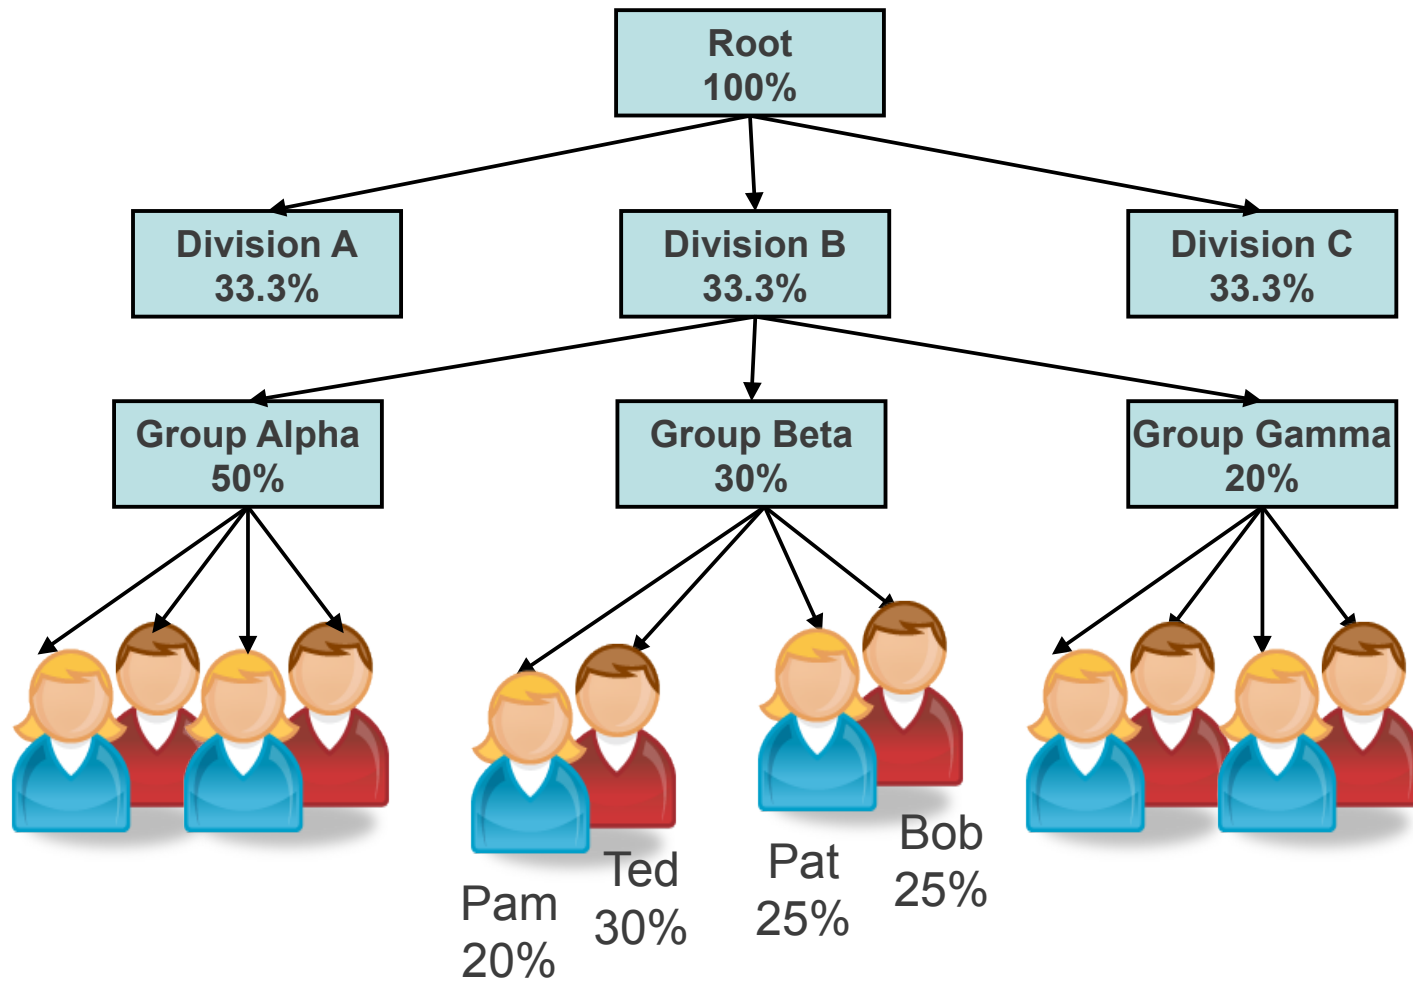 Root
100%
Division A
33.3%
Division B
33.3%
Division C
33.3%
Group Alpha
50%
Group Beta
30%
Group Gamma
20%
Pam
20%
Ted
30%
Pat
25%
Bob
25%